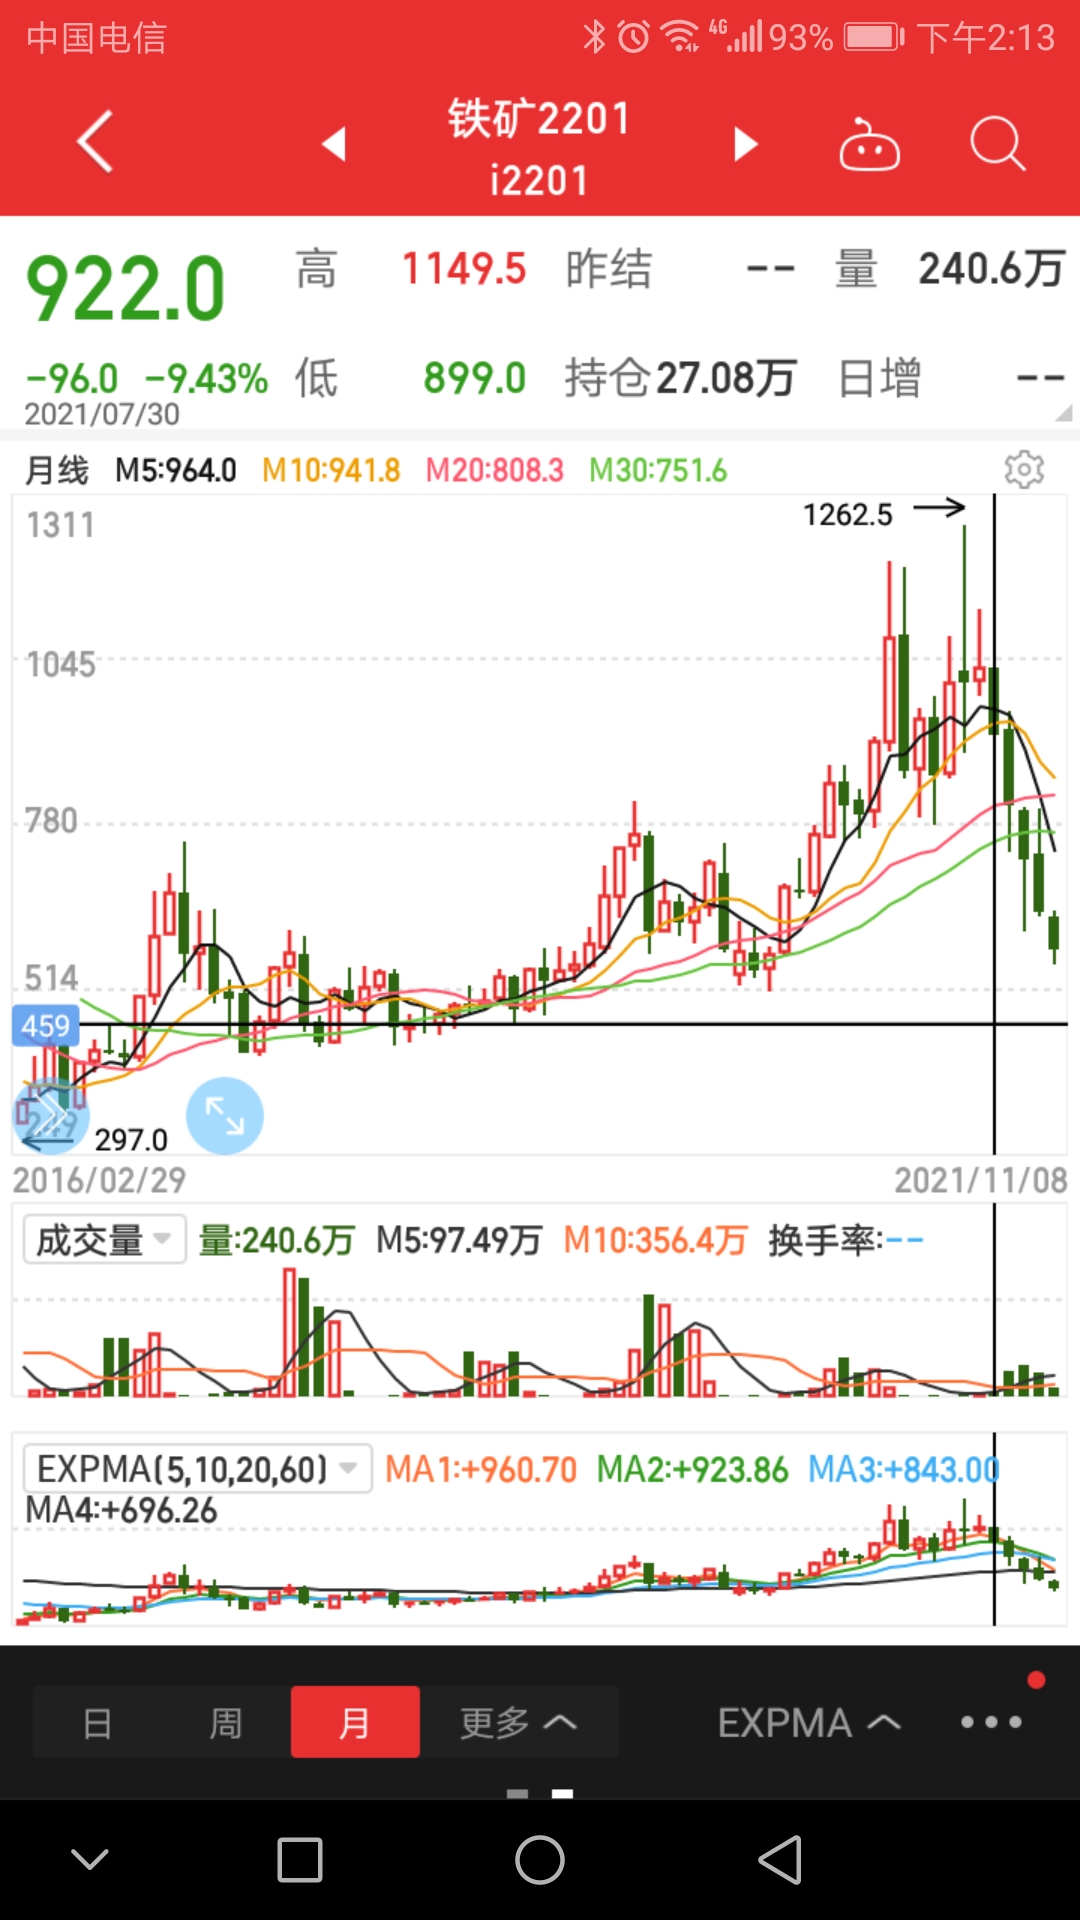 中国电信 4G 93% 下午2:13
铁矿2201
i2201
922.0 高 1149.5 昨结 -- 量 240.6万
-96.0 -9.43% 低 899.0 持仓27.08万 日增 --
2021/07/30
月线 M5:964.0 M10:941.8 M20:808.3 M30:751.6
1311
1262.5
1045
780
514
459
249
297.0
2016/02/29 2021/11/08
成交量 量:240.6万 M5:97.49万 M10:356.4万 换手率:--
EXPMA(5,10,20,60) MA1:+960.70 MA2:+923.86 MA3:+843.00
MA4:+696.26
日 周 月 更多 EXPMA